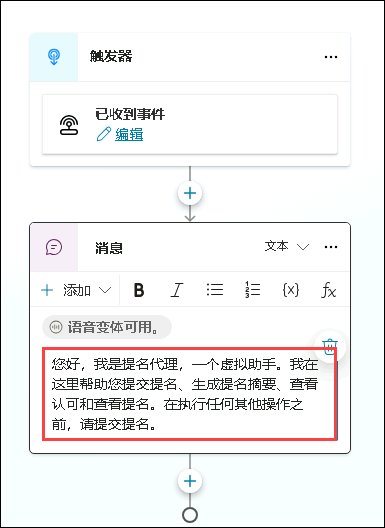 触发器
已收到事件
编辑
消息
文本
添加
B I {x} fx
语音变体可用。
您好，我是提名代理，一个虚拟助手。我在
这里帮助您提交提名、生成提名摘要、查看
认可和查看提名。在执行任何其他操作之
前，请提交提名。